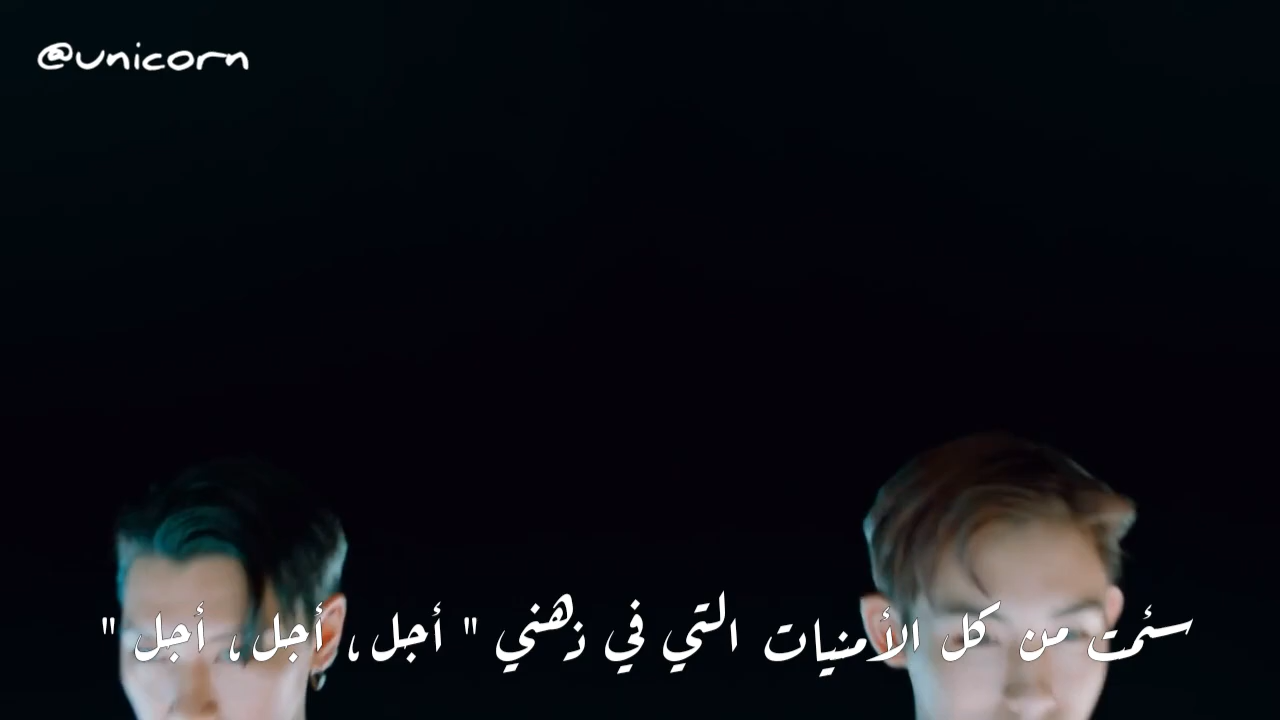 @unicorn
سئمت من كل الأمنيات التي في ذهني " أجل ، أجل ، أجل "